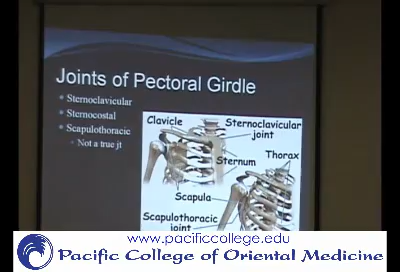 Joints of Pectoral Girdle
Sternoclavicular
Sternocostal
Scapulothoracic
Not a true jt
Clavicle
Sternoclavicular
joint
Thorax
Sternum
Scapula
Scapulothoracic
joint
www.pacificcollege.edu
Pacific College of Oriental Medicine